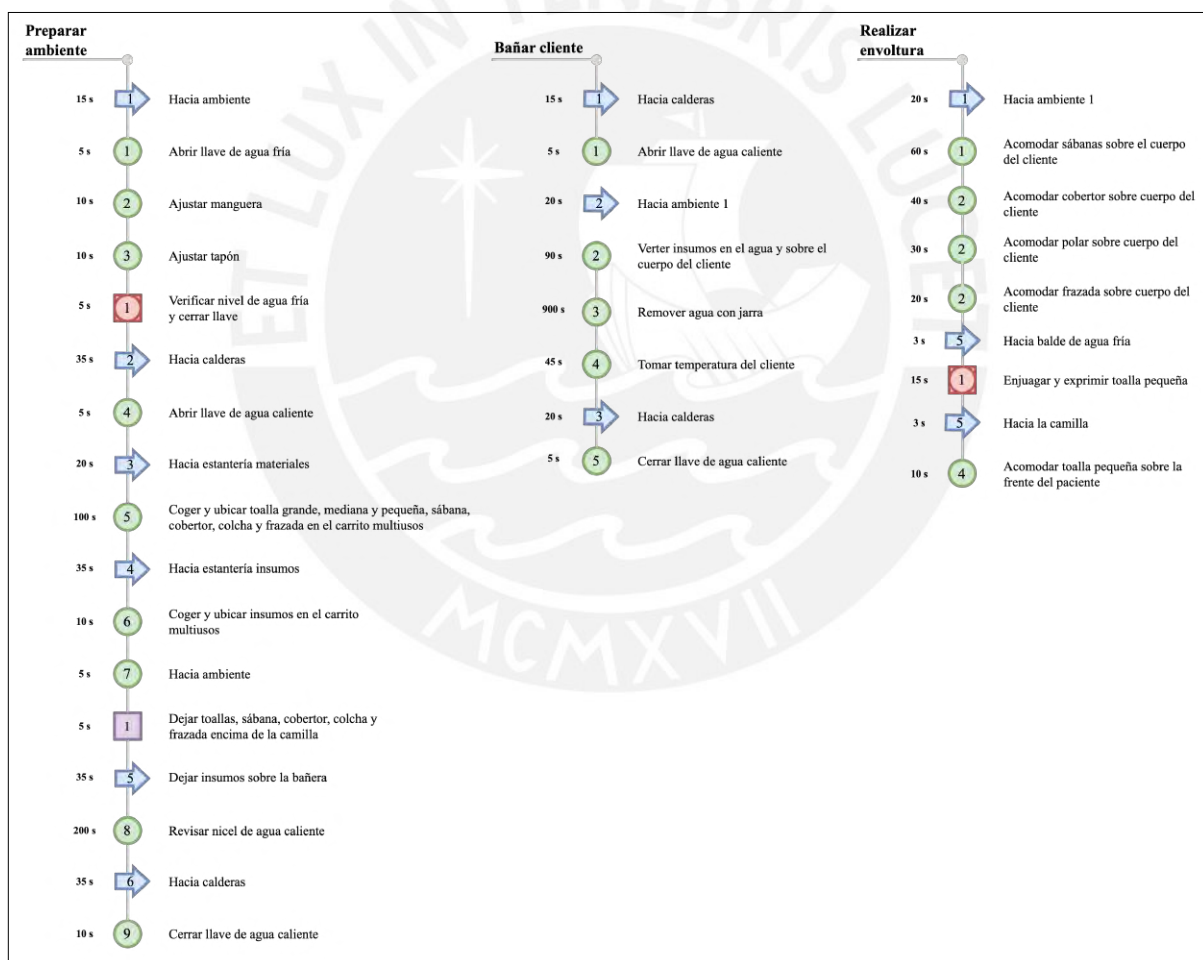 Preparar
ambiente
15 s 1 Hacia ambiente
5 s 1 Abrir llave de agua fría
10 s 2 Ajustar manguera
10 s 3 Ajustar tapón
5 s 1 Verificar nivel de agua fría
y cerrar llave
35 s 2 Hacia calderas
5 s 4 Abrir llave de agua caliente
20 s 3 Hacia estantería materiales
100 s 5 Coger y ubicar toalla grande, mediana y pequeña, sábana,
cobertor, colcha y frazada en el carrito multiusos
35 s 4 Hacia estantería insumos
10 s 6 Coger y ubicar insumos en el carrito
multiusos
5 s 7 Hacia ambiente
5 s 1 Dejar toallas, sábana, cobertor, colcha y
frazada encima de la camilla
35 s 5 Dejar insumos sobre la bañera
200 s 8 Revisar nicel de agua caliente
35 s 6 Hacia calderas
10 s 9 Cerrar llave de agua caliente
Bañar cliente
15 s 1 Hacia calderas
5 s 1 Abrir llave de agua caliente
20 s 2 Hacia ambiente 1
90 s 2 Verter insumos en el agua y sobre el
cuerpo del cliente
900 s 3 Remover agua con jarra
45 s 4 Tomar temperatura del cliente
20 s 3 Hacia calderas
5 s 5 Cerrar llave de agua caliente
Realizar
envoltura
20 s 1 Hacia ambiente 1
60 s 1 Acomodar sábanas sobre el cuerpo
del cliente
40 s 2 Acomodar cobertor sobre cuerpo del
cliente
30 s 2 Acomodar polar sobre cuerpo del
cliente
20 s 2 Acomodar frazada sobre cuerpo del
cliente
3 s 5 Hacia balde de agua fría
15 s 1 Enjuagar y exprimir toalla pequeña
3 s 5 Hacia la camilla
10 s 4 Acomodar toalla pequeña sobre la
frente del paciente
ET LUX IN TENEBRIS LUCET
MCMXVII